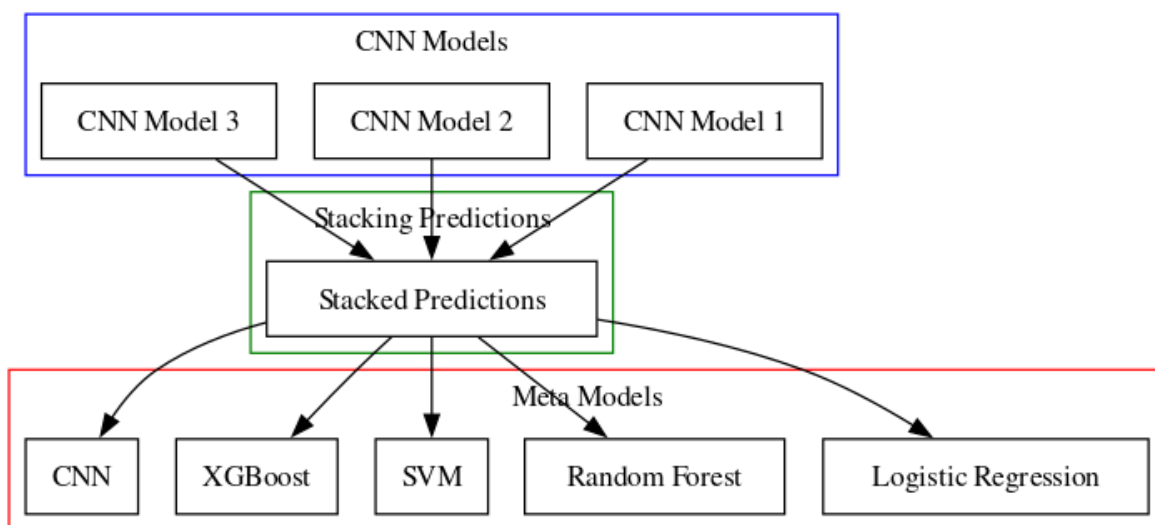 CNN Models
CNN Model 3
CNN Model 2
CNN Model 1
Stacking Predictions
Stacked Predictions
Meta Models
CNN
XGBoost
SVM
Random Forest
Logistic Regression